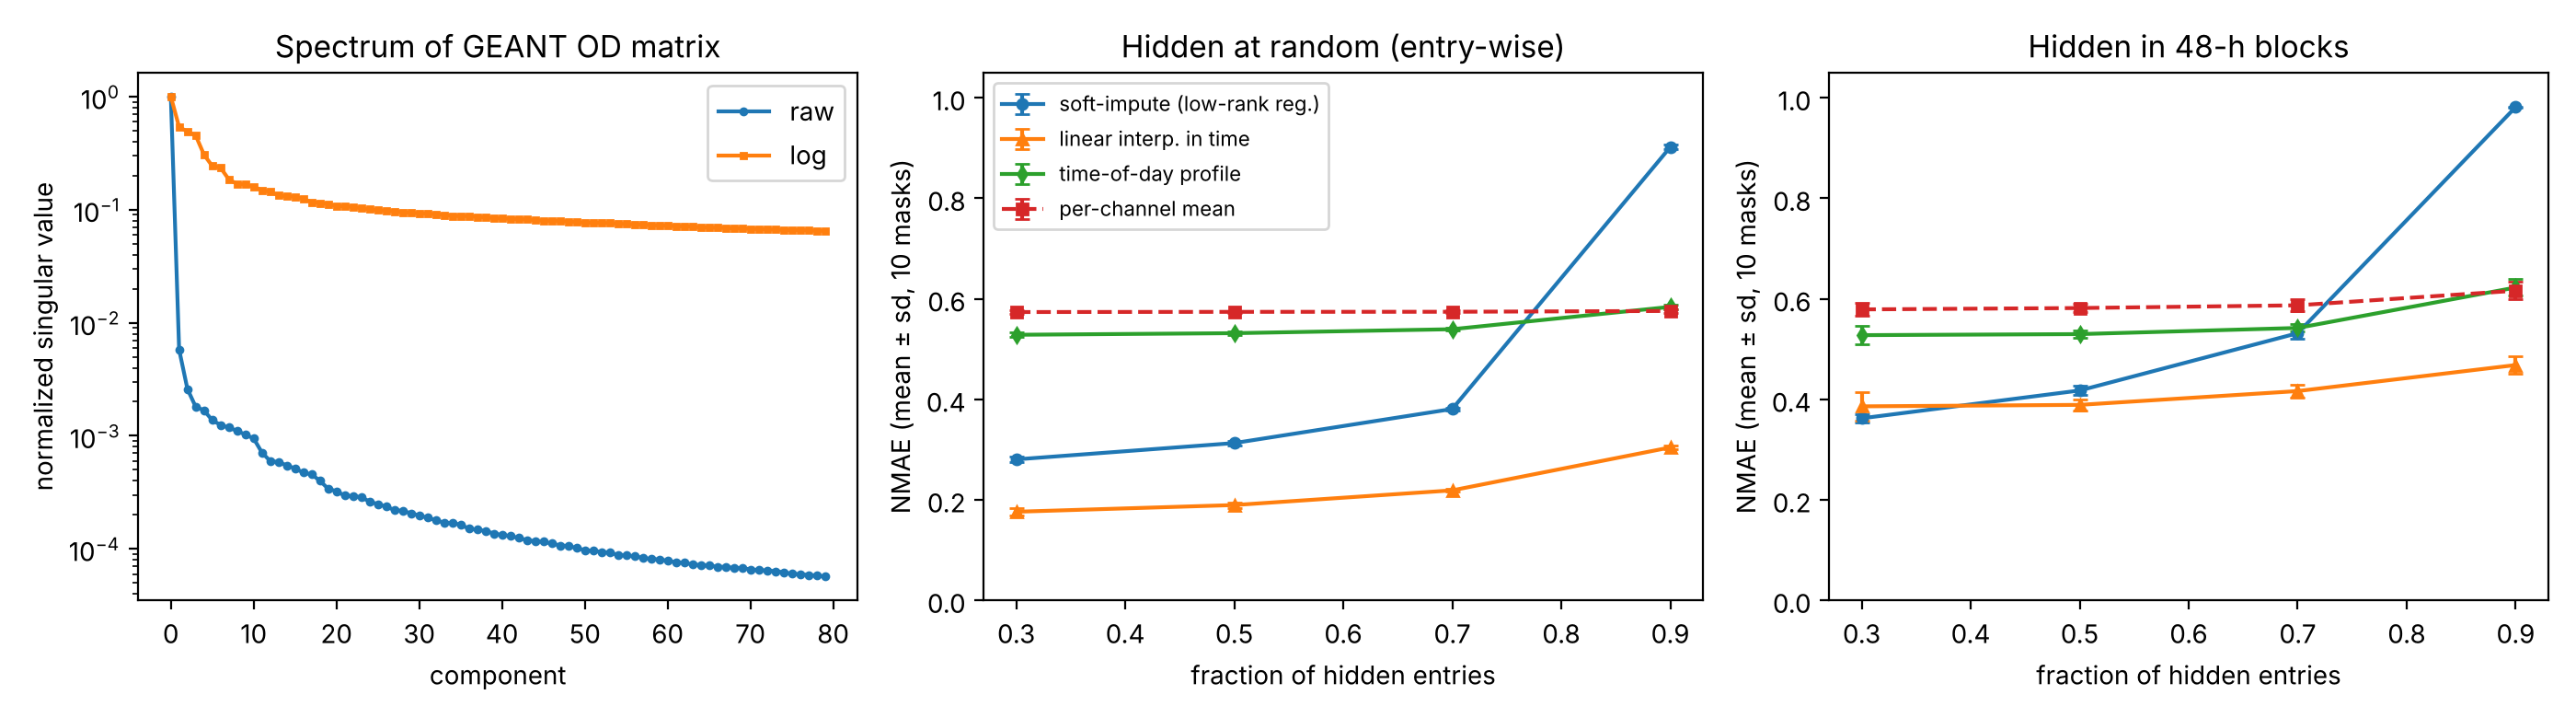 Spectrum of GEANT OD matrix
normalized singular value
10⁰
10⁻¹
10⁻²
10⁻³
10⁻⁴
raw
log
0 10 20 30 40 50 60 70 80
component
Hidden at random (entry-wise)
NMAE (mean ± sd, 10 masks)
1.0
0.8
0.6
0.4
0.2
0.0
soft-impute (low-rank reg.)
linear interp. in time
time-of-day profile
per-channel mean
0.3 0.4 0.5 0.6 0.7 0.8 0.9
fraction of hidden entries
Hidden in 48-h blocks
NMAE (mean ± sd, 10 masks)
1.0
0.8
0.6
0.4
0.2
0.0
0.3 0.4 0.5 0.6 0.7 0.8 0.9
fraction of hidden entries